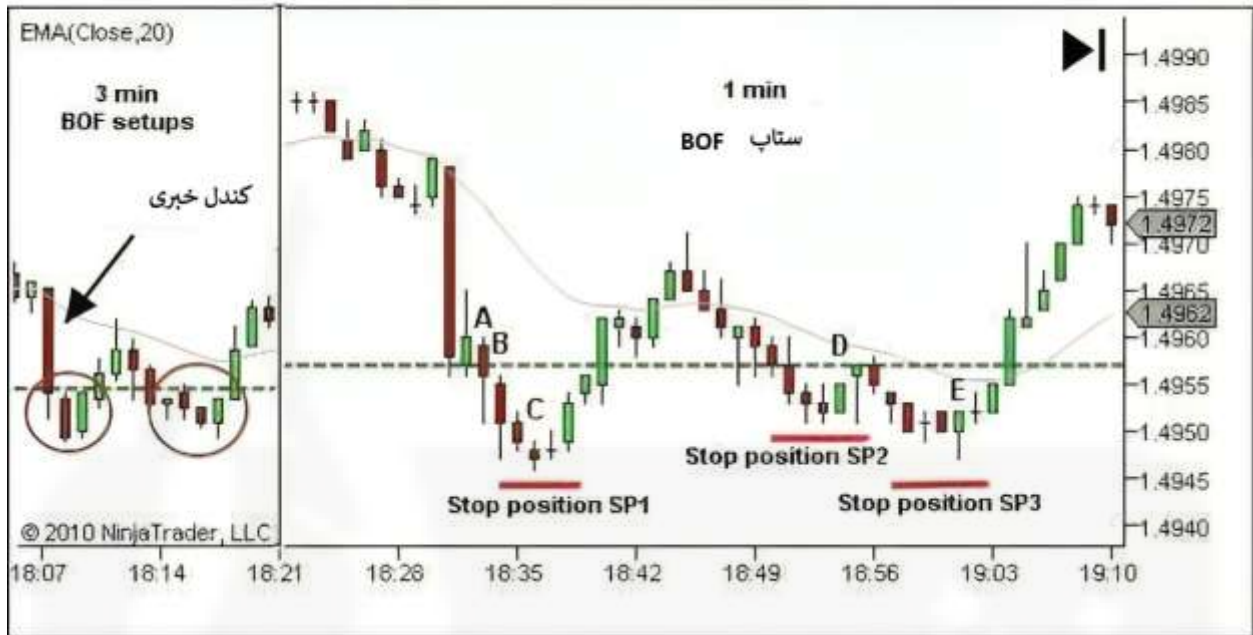 EMA(Close,20)
3 min
BOF setups
کندل خبری
© 2010 NinjaTrader, LLC
1 min
ستاپ BOF
A
B
C
D
E
Stop position SP1
Stop position SP2
Stop position SP3
1.4990
1.4985
1.4980
1.4975
1.4972
1.4970
1.4965
1.4962
1.4960
1.4955
1.4950
1.4945
1.4940
18:07 18:14 18:21 18:28 18:35 18:42 18:49 18:56 19:03 19:10